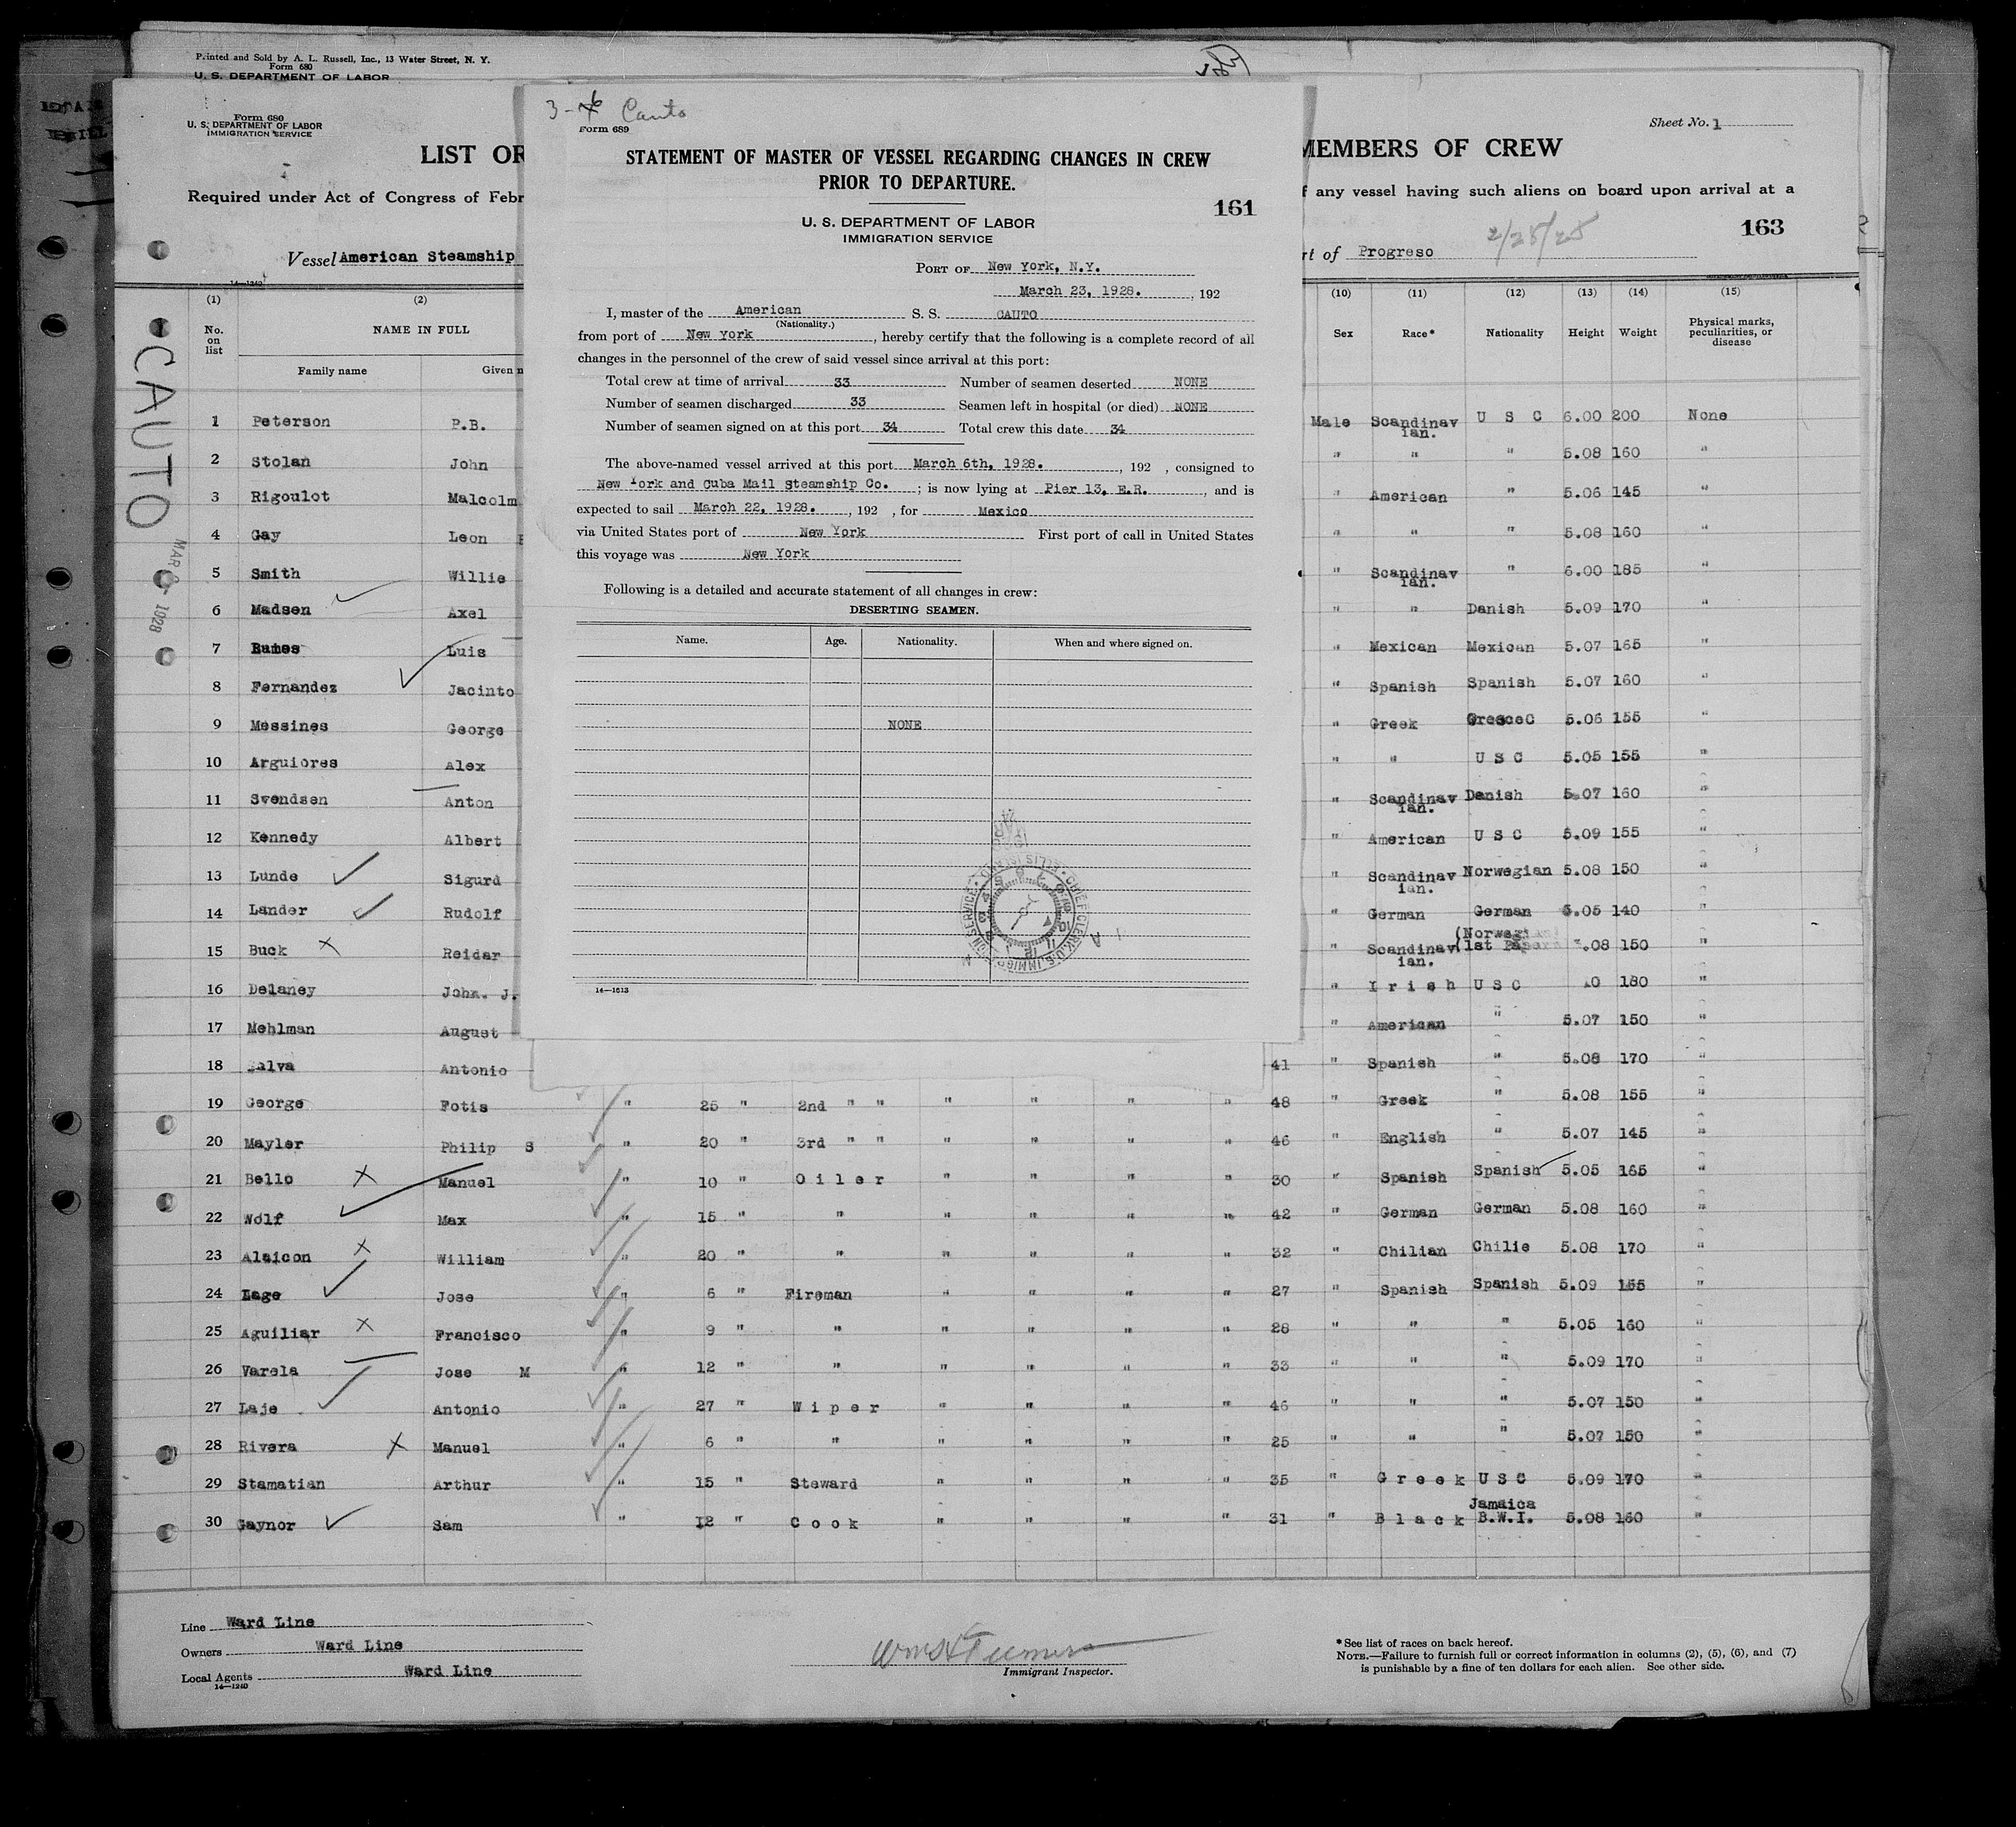 Printed and Sold by A. L. Russell, Inc., 13 Water Street, N. Y.
Form 680
U. S. DEPARTMENT OF LABOR
Form 680
U. S. DEPARTMENT OF LABOR
IMMIGRATION SERVICE
LIST OR
Required under Act of Congress of Febr
Vessel American Steamship
14—1240
(1) (2)
No. on list
NAME IN FULL
Family name Given n
CAUTO
MAR 6 - 1928
1 Peterson P.B.
2 Stolan John
3 Rigoulot Malcolm
4 Gay Leon
5 Smith Willie
6 Madsen Axel
7 Luis
8 Fernandez Jacinto
9 Messines George
10 Arguiores Alex
11 Svendsen Anton
12 Kennedy Albert
13 Lunde Sigurd
14 Lander Rudolf
15 Buck Reidar
16 Delaney John. J.
17 Mehlman August
18 Salva Antonio
3-6 Cauto
Form 689
STATEMENT OF MASTER OF VESSEL REGARDING CHANGES IN CREW
PRIOR TO DEPARTURE.
161
U. S. DEPARTMENT OF LABOR
IMMIGRATION SERVICE
PORT OF New York, N.Y.
March 23, 1928. , 192
I, master of the American S. S. CAUTO
(Nationality.)
from port of New York, hereby certify that the following is a complete record of all
changes in the personnel of the crew of said vessel since arrival at this port:
Total crew at time of arrival 33 Number of seamen deserted NONE
Number of seamen discharged 33 Seamen left in hospital (or died) NONE
Number of seamen signed on at this port 34 Total crew this date 34
The above-named vessel arrived at this port March 6th, 1928. , 192 , consigned to
New York and Cuba Mail Steamship Co. ; is now lying at Pier 13, E.R. , and is
expected to sail March 22, 1928. , 192 , for Mexico
via United States port of New York First port of call in United States
this voyage was New York
Following is a detailed and accurate statement of all changes in crew:
DESERTING SEAMEN.
Name. Age. Nationality. When and where signed on.
NONE
14—1613
Sheet No. 1
MEMBERS OF CREW
f any vessel having such aliens on board upon arrival at a
163
rt of Progreso
2/25/28
(10) (11) (12) (13) (14) (15)
Sex Race* Nationality Height Weight Physical marks, peculiarities, or disease
Male Scandinavian. U S C 6.00 200 None
" " " 5.08 160 "
" American " 5.06 145 "
" " " 5.08 160 "
" Scandinavian. " 6.00 185 "
" " Danish 5.09 170 "
" Mexican Mexican 5.07 165 "
" Spanish Spanish 5.07 160 "
" Greek 5.06 155 "
" " U S C 5.05 155 "
" Scandinavian. Danish 5.07 160 "
" American U S C 5.09 155 "
" Scandinavian. Norwegian 5.08 150 "
" German German 5.05 140 "
" Scandinavian. (Norwegian) (1st Papers .08 150 "
" Irish U S C 180 "
" American " 5.07 150 "
41 " Spanish " 5.08 170 "
19 George Fotis " 25 " 2nd " " " " " " 48 " Greek " 5.08 155 "
20 Mayler Philip S " 20 " 3rd " " " " " " 46 " English " 5.07 145 "
21 Bello Manuel " 10 " Oiler " " " " 30 " Spanish Spanish 5.05 165 "
22 Wolf Max " 15 " " " " " " 42 " German German 5.08 160 "
23 Alaicon William " 20 " " " " " " 32 " Chilian Chilie 5.08 170 "
24 Lage Jose " 6 " Fireman " " " " 27 " Spanish Spanish 5.09 155 "
25 Aguiliar Francisco " 9 " " " " " " 28 " " " 5.05 160 "
26 Varela Jose M " 12 " " " " " " 33 " " " 5.09 170 "
27 Laje Antonio " 27 " Wiper " " " " 46 " " " 5.07 150 "
28 Rivera Manuel " 6 " " " " " " 25 " " " 5.07 150 "
29 Stamatian Arthur " 15 " Steward " " " " 35 " Greek USC 5.09 170 "
30 Gaynor Sam " 12 " Cook " " " " 31 " Black Jamaica B.W.I. 5.08 160 "
Line Ward Line
Owners Ward Line
Local Agents Ward Line
14—1240
Immigrant Inspector.
*See list of races on back hereof.
NOTE.—Failure to furnish full or correct information in columns (2), (5), (6), and (7)
is punishable by a fine of ten dollars for each alien. See other side.